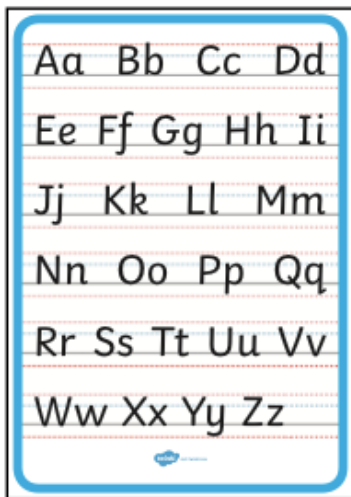 Aa Bb Cc Dd
Ee Ff Gg Hh Ii
Jj Kk Ll Mm
Nn Oo Pp Qq
Rr Ss Tt Uu Vv
Ww Xx Yy Zz